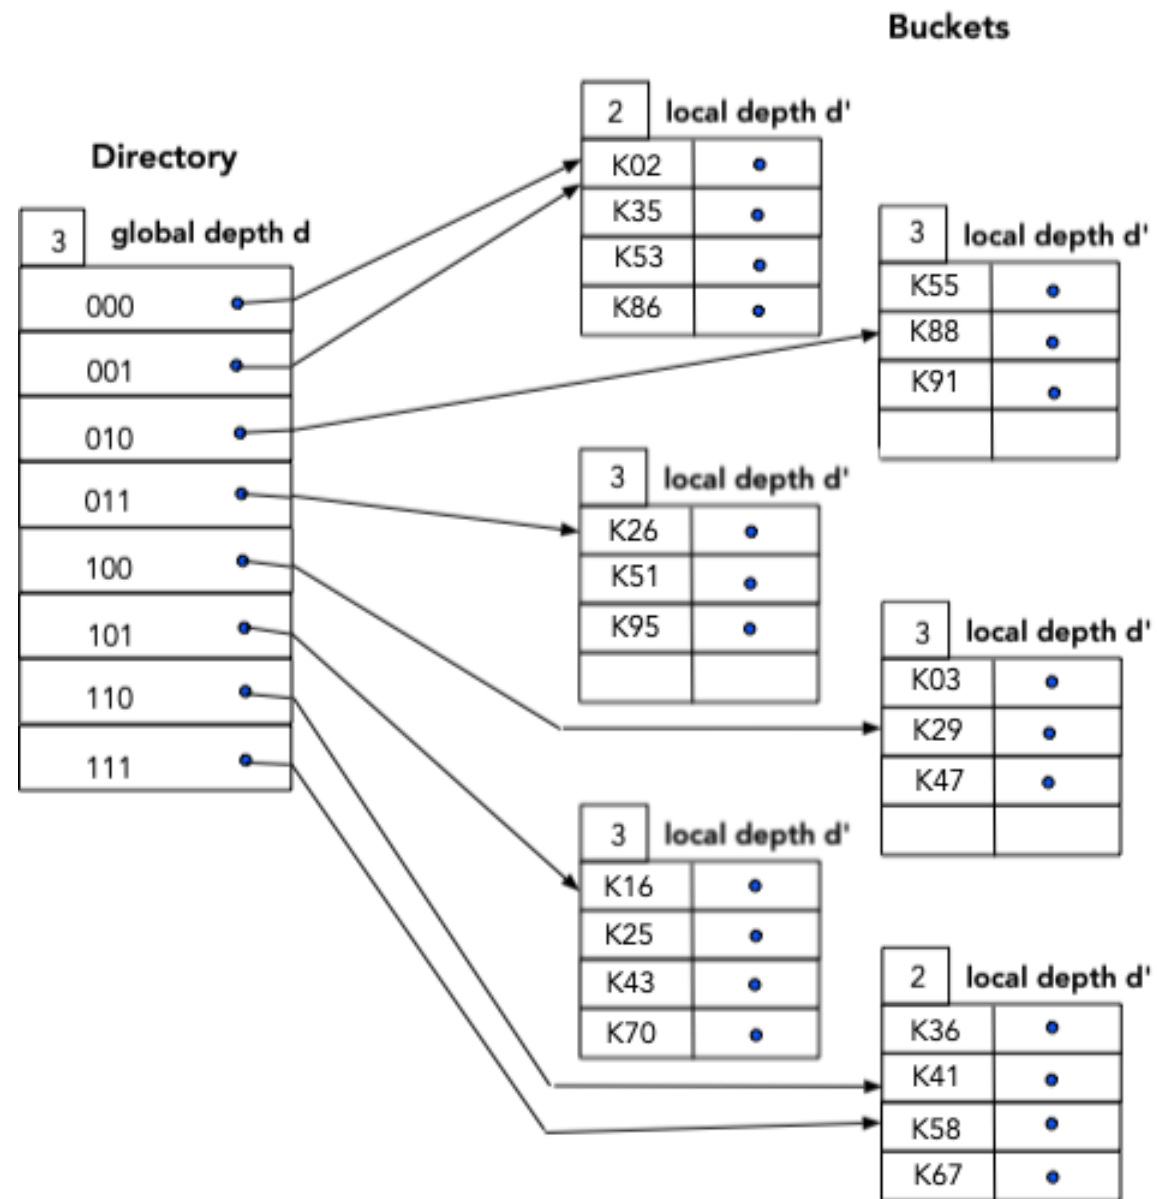 Buckets
Directory
3 global depth d
000
001
010
011
100
101
110
111
2 local depth d'
K02
K35
K53
K86
3 local depth d'
K55
K88
K91
3 local depth d'
K26
K51
K95
3 local depth d'
K03
K29
K47
3 local depth d'
K16
K25
K43
K70
2 local depth d'
K36
K41
K58
K67